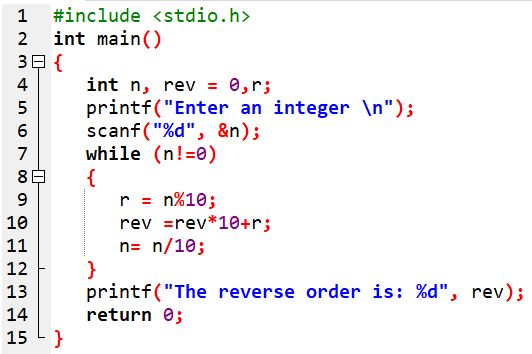 1 #include <stdio.h>
2 int main()
3 {
4 int n, rev = 0,r;
5 printf("Enter an integer \n");
6 scanf("%d", &n);
7 while (n!=0)
8 {
9 r = n%10;
10 rev =rev*10+r;
11 n= n/10;
12 }
13 printf("The reverse order is: %d", rev);
14 return 0;
15 }